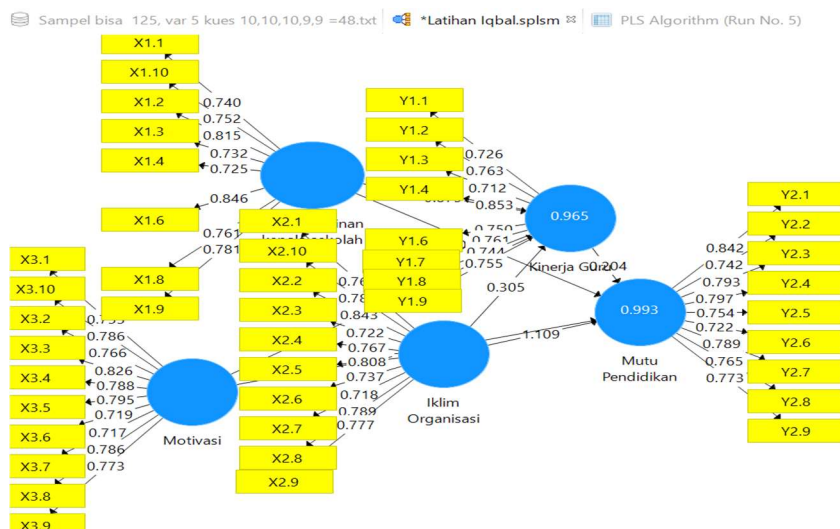 Sampel bisa 125, var 5 kues 10,10,10,9,9 =48.txt
*Latihan Iqbal.splsm
PLS Algorithm (Run No. 5)
X1.1
X1.10
X1.2
X1.3
X1.4
X1.6
X1.8
X1.9
0.740
0.752
0.815
0.732
0.725
0.846
0.761
0.781
Y1.1
Y1.2
Y1.3
Y1.4
Y1.6
Y1.7
Y1.8
Y1.9
0.726
0.763
0.712
0.853
0.750
0.761
0.744
0.755
0.965
Kinerja Guru
0.305
X2.1
X2.10
X2.2
X2.3
X2.4
X2.5
X2.6
X2.7
X2.8
X2.9
0.843
0.722
0.767
0.808
0.737
0.718
0.789
0.777
Iklim
Organisasi
1.109
X3.1
X3.10
X3.2
X3.3
X3.4
X3.5
X3.6
X3.7
X3.8
X3.9
0.786
0.766
0.826
0.788
0.795
0.719
0.717
0.786
0.773
Motivasi
0.993
Mutu
Pendidikan
0.842
0.742
0.793
0.797
0.754
0.722
0.789
0.765
0.773
Y2.1
Y2.2
Y2.3
Y2.4
Y2.5
Y2.6
Y2.7
Y2.8
Y2.9